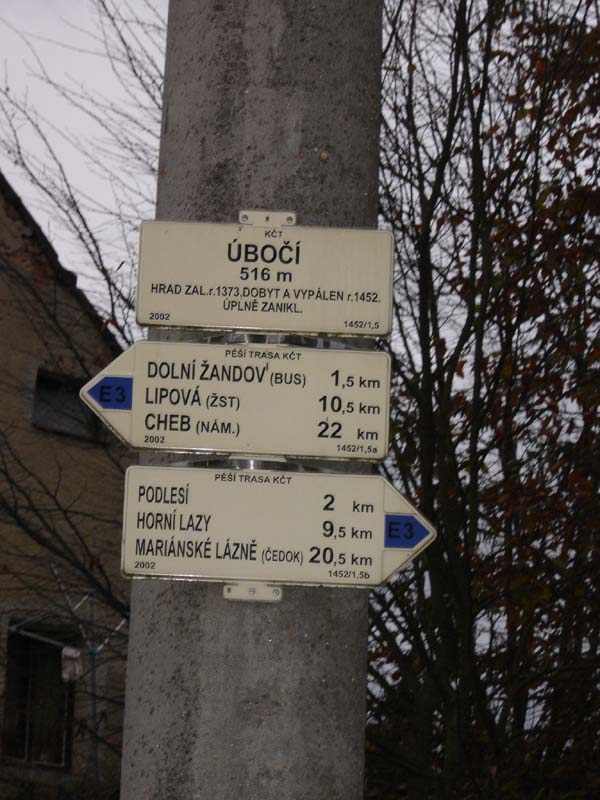 KČT
ÚBOČÍ
516 m
HRAD ZAL.r.1373,DOBYT A VYPÁLEN r.1452.
ÚPLNĚ ZANIKL.
2002 1452/1,5
PĚŠÍ TRASA KČT
E3
DOLNÍ ŽANDOV (BUS) 1,5 km
LIPOVÁ (ŽST) 10,5 km
CHEB (NÁM.) 22 km
2002 1452/1,5a
PĚŠÍ TRASA KČT
PODLESÍ 2 km
HORNÍ LAZY 9,5 km
E3
MARIÁNSKÉ LÁZNĚ (ČEDOK) 20,5 km
2002 1452/1,5b